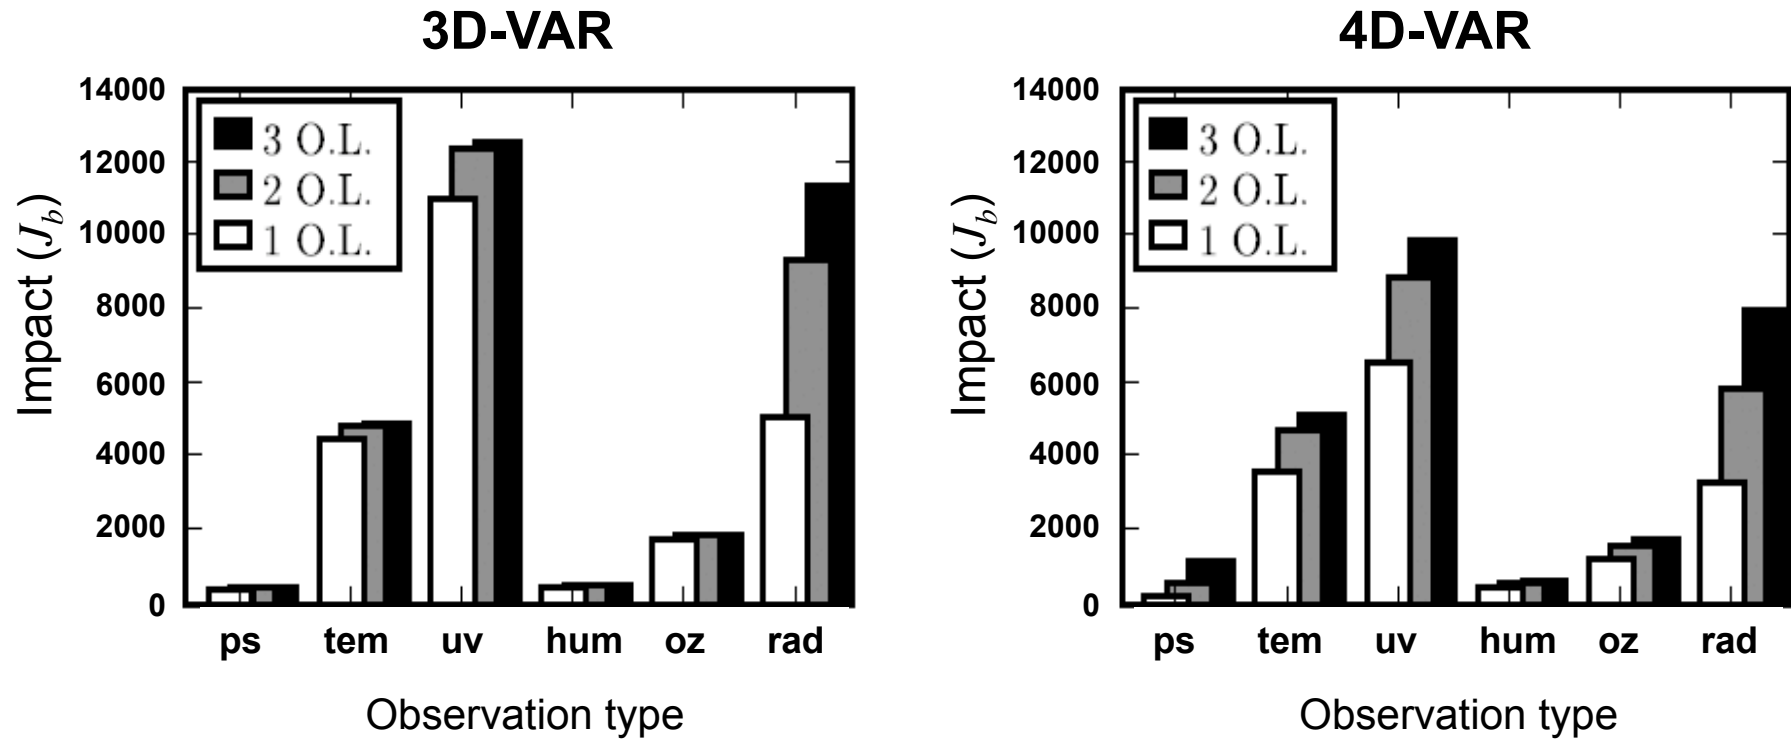 3D-VAR
14000
12000
10000
8000
6000
4000
2000
0
Impact (J_b)
3 O.L.
2 O.L.
1 O.L.
ps tem uv hum oz rad
Observation type
4D-VAR
14000
12000
10000
8000
6000
4000
2000
0
Impact (J_b)
3 O.L.
2 O.L.
1 O.L.
ps tem uv hum oz rad
Observation type